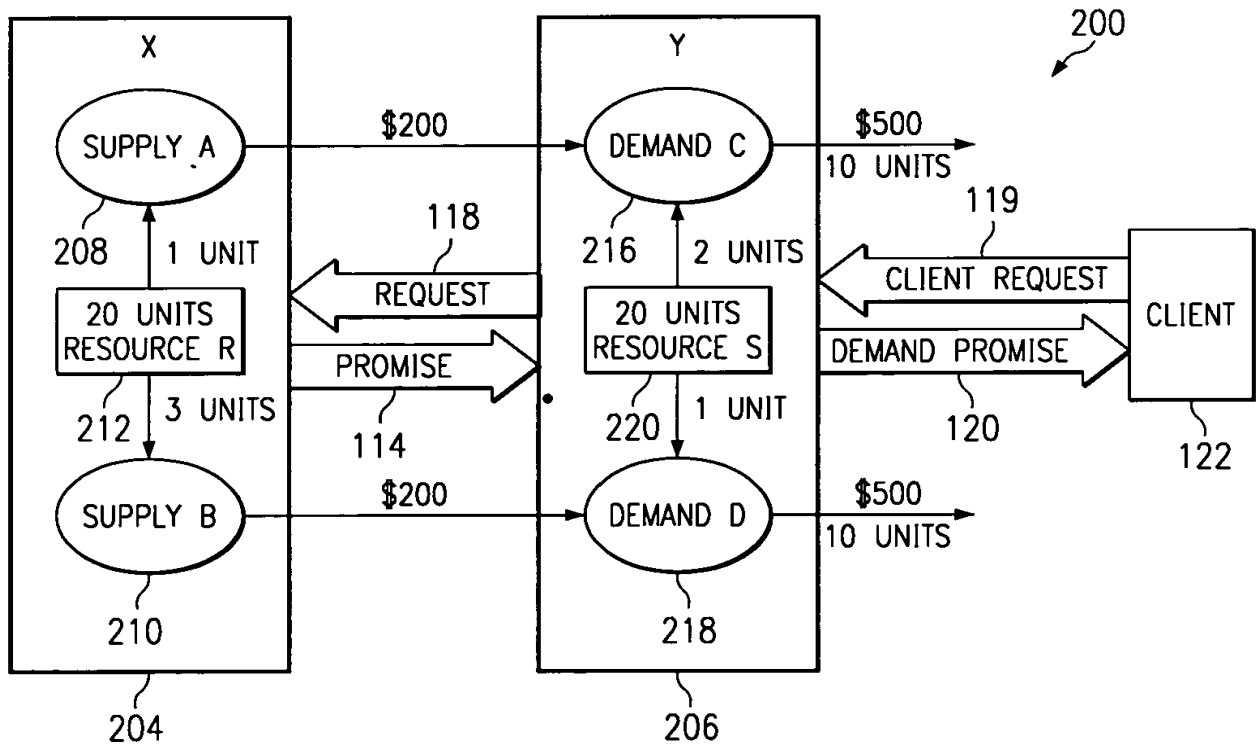 200
X
Y
SUPPLY A
$200
DEMAND C
$500
10 UNITS
208
1 UNIT
118
216
2 UNITS
119
REQUEST
CLIENT REQUEST
20 UNITS
RESOURCE R
20 UNITS
RESOURCE S
CLIENT
PROMISE
DEMAND PROMISE
212
3 UNITS
114
220
1 UNIT
120
122
SUPPLY B
$200
DEMAND D
$500
10 UNITS
210
218
204
206